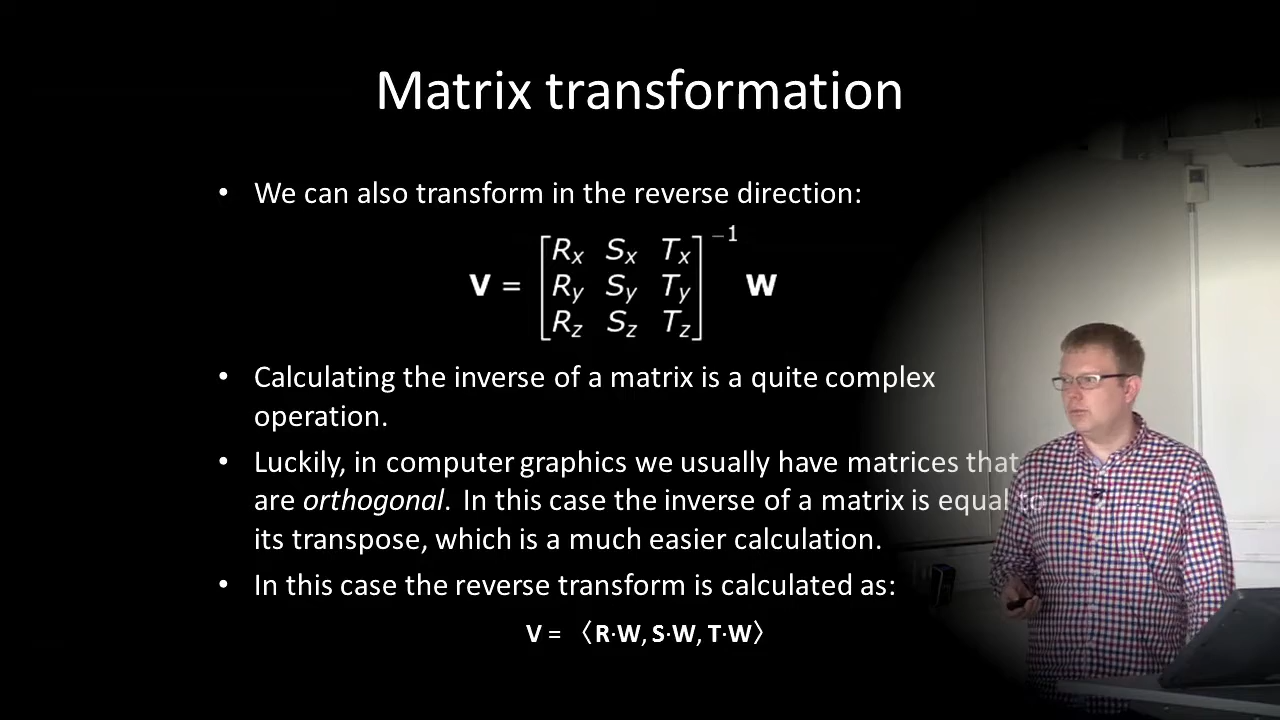 Matrix transformation
• We can also transform in the reverse direction:
V = [Rx Sx Tx]⁻¹ W
[Ry Sy Ty]
[Rz Sz Tz]
• Calculating the inverse of a matrix is a quite complex
operation.
• Luckily, in computer graphics we usually have matrices that
are orthogonal. In this case the inverse of a matrix is equal to
its transpose, which is a much easier calculation.
• In this case the reverse transform is calculated as:
V = 〈R·W, S·W, T·W〉